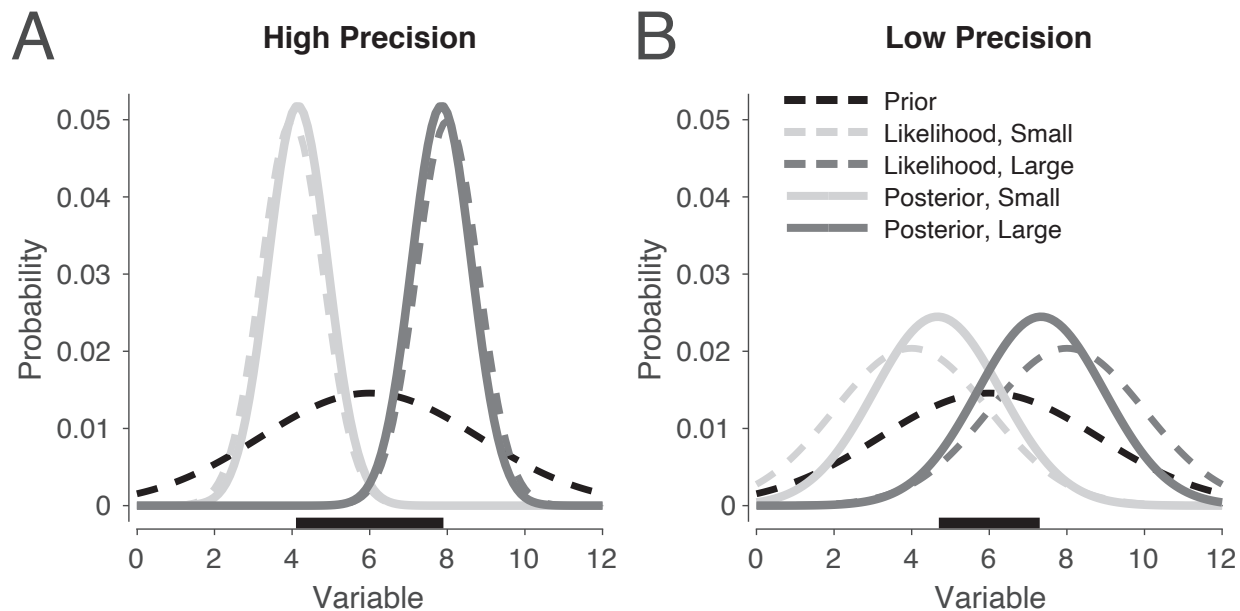 A
High Precision
0.05
0.04
0.03
0.02
0.01
0
Probability
0 2 4 6 8 10 12
Variable
B
Low Precision
Prior
Likelihood, Small
Likelihood, Large
Posterior, Small
Posterior, Large
0.05
0.04
0.03
0.02
0.01
0
Probability
0 2 4 6 8 10 12
Variable